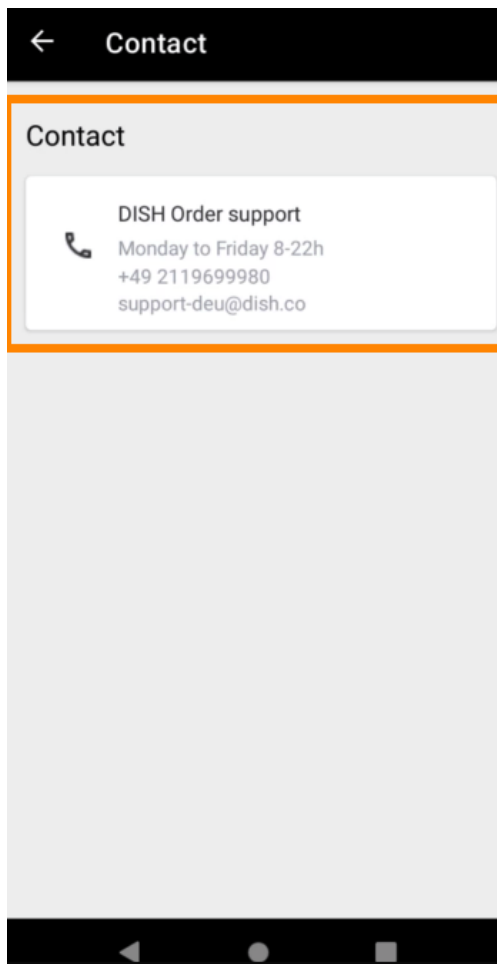 Contact
Contact
DISH Order support
Monday to Friday 8-22h
+49 2119699980
support-deu@dish.co